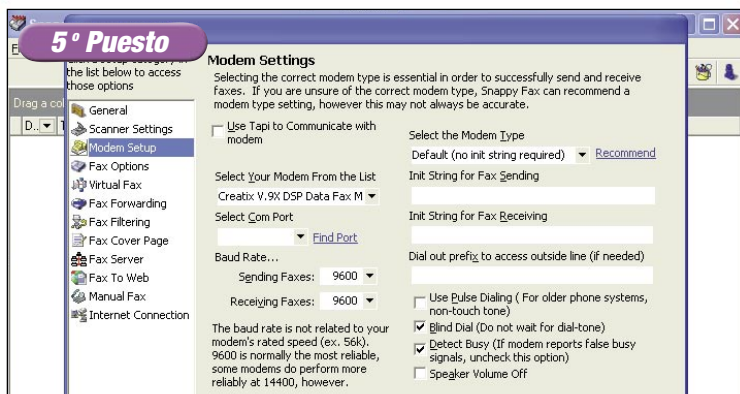 5º Puesto
the list below to access
those options
Drag a col
D..
General
Scanner Settings
Modem Setup
Fax Options
Virtual Fax
Fax Forwarding
Fax Filtering
Fax Cover Page
Fax Server
Fax To Web
Manual Fax
Internet Connection
Modem Settings
Selecting the correct modem type is essential in order to successfully send and receive
faxes. If you are unsure of the correct modem type, Snappy Fax can recommend a
modem type setting, however this may not always be accurate.
Use Tapi to Communicate with
modem
Select Your Modem From the List
Creatix V.9X DSP Data Fax M
Select Com Port
Find Port
Baud Rate...
Sending Faxes: 9600
Receiving Faxes: 9600
The baud rate is not related to your
modem's rated speed (ex. 56k).
9600 is normally the most reliable,
some modems do perform more
reliably at 14400, however.
Select the Modem Type
Default (no init string required) Recommend
Init String for Fax Sending
Init String for Fax Receiving
Dial out prefix to access outside line (if needed)
Use Pulse Dialing ( For older phone systems,
non-touch tone)
Blind Dial (Do not wait for dial-tone)
Detect Busy (If modem reports false busy
signals, uncheck this option)
Speaker Volume Off